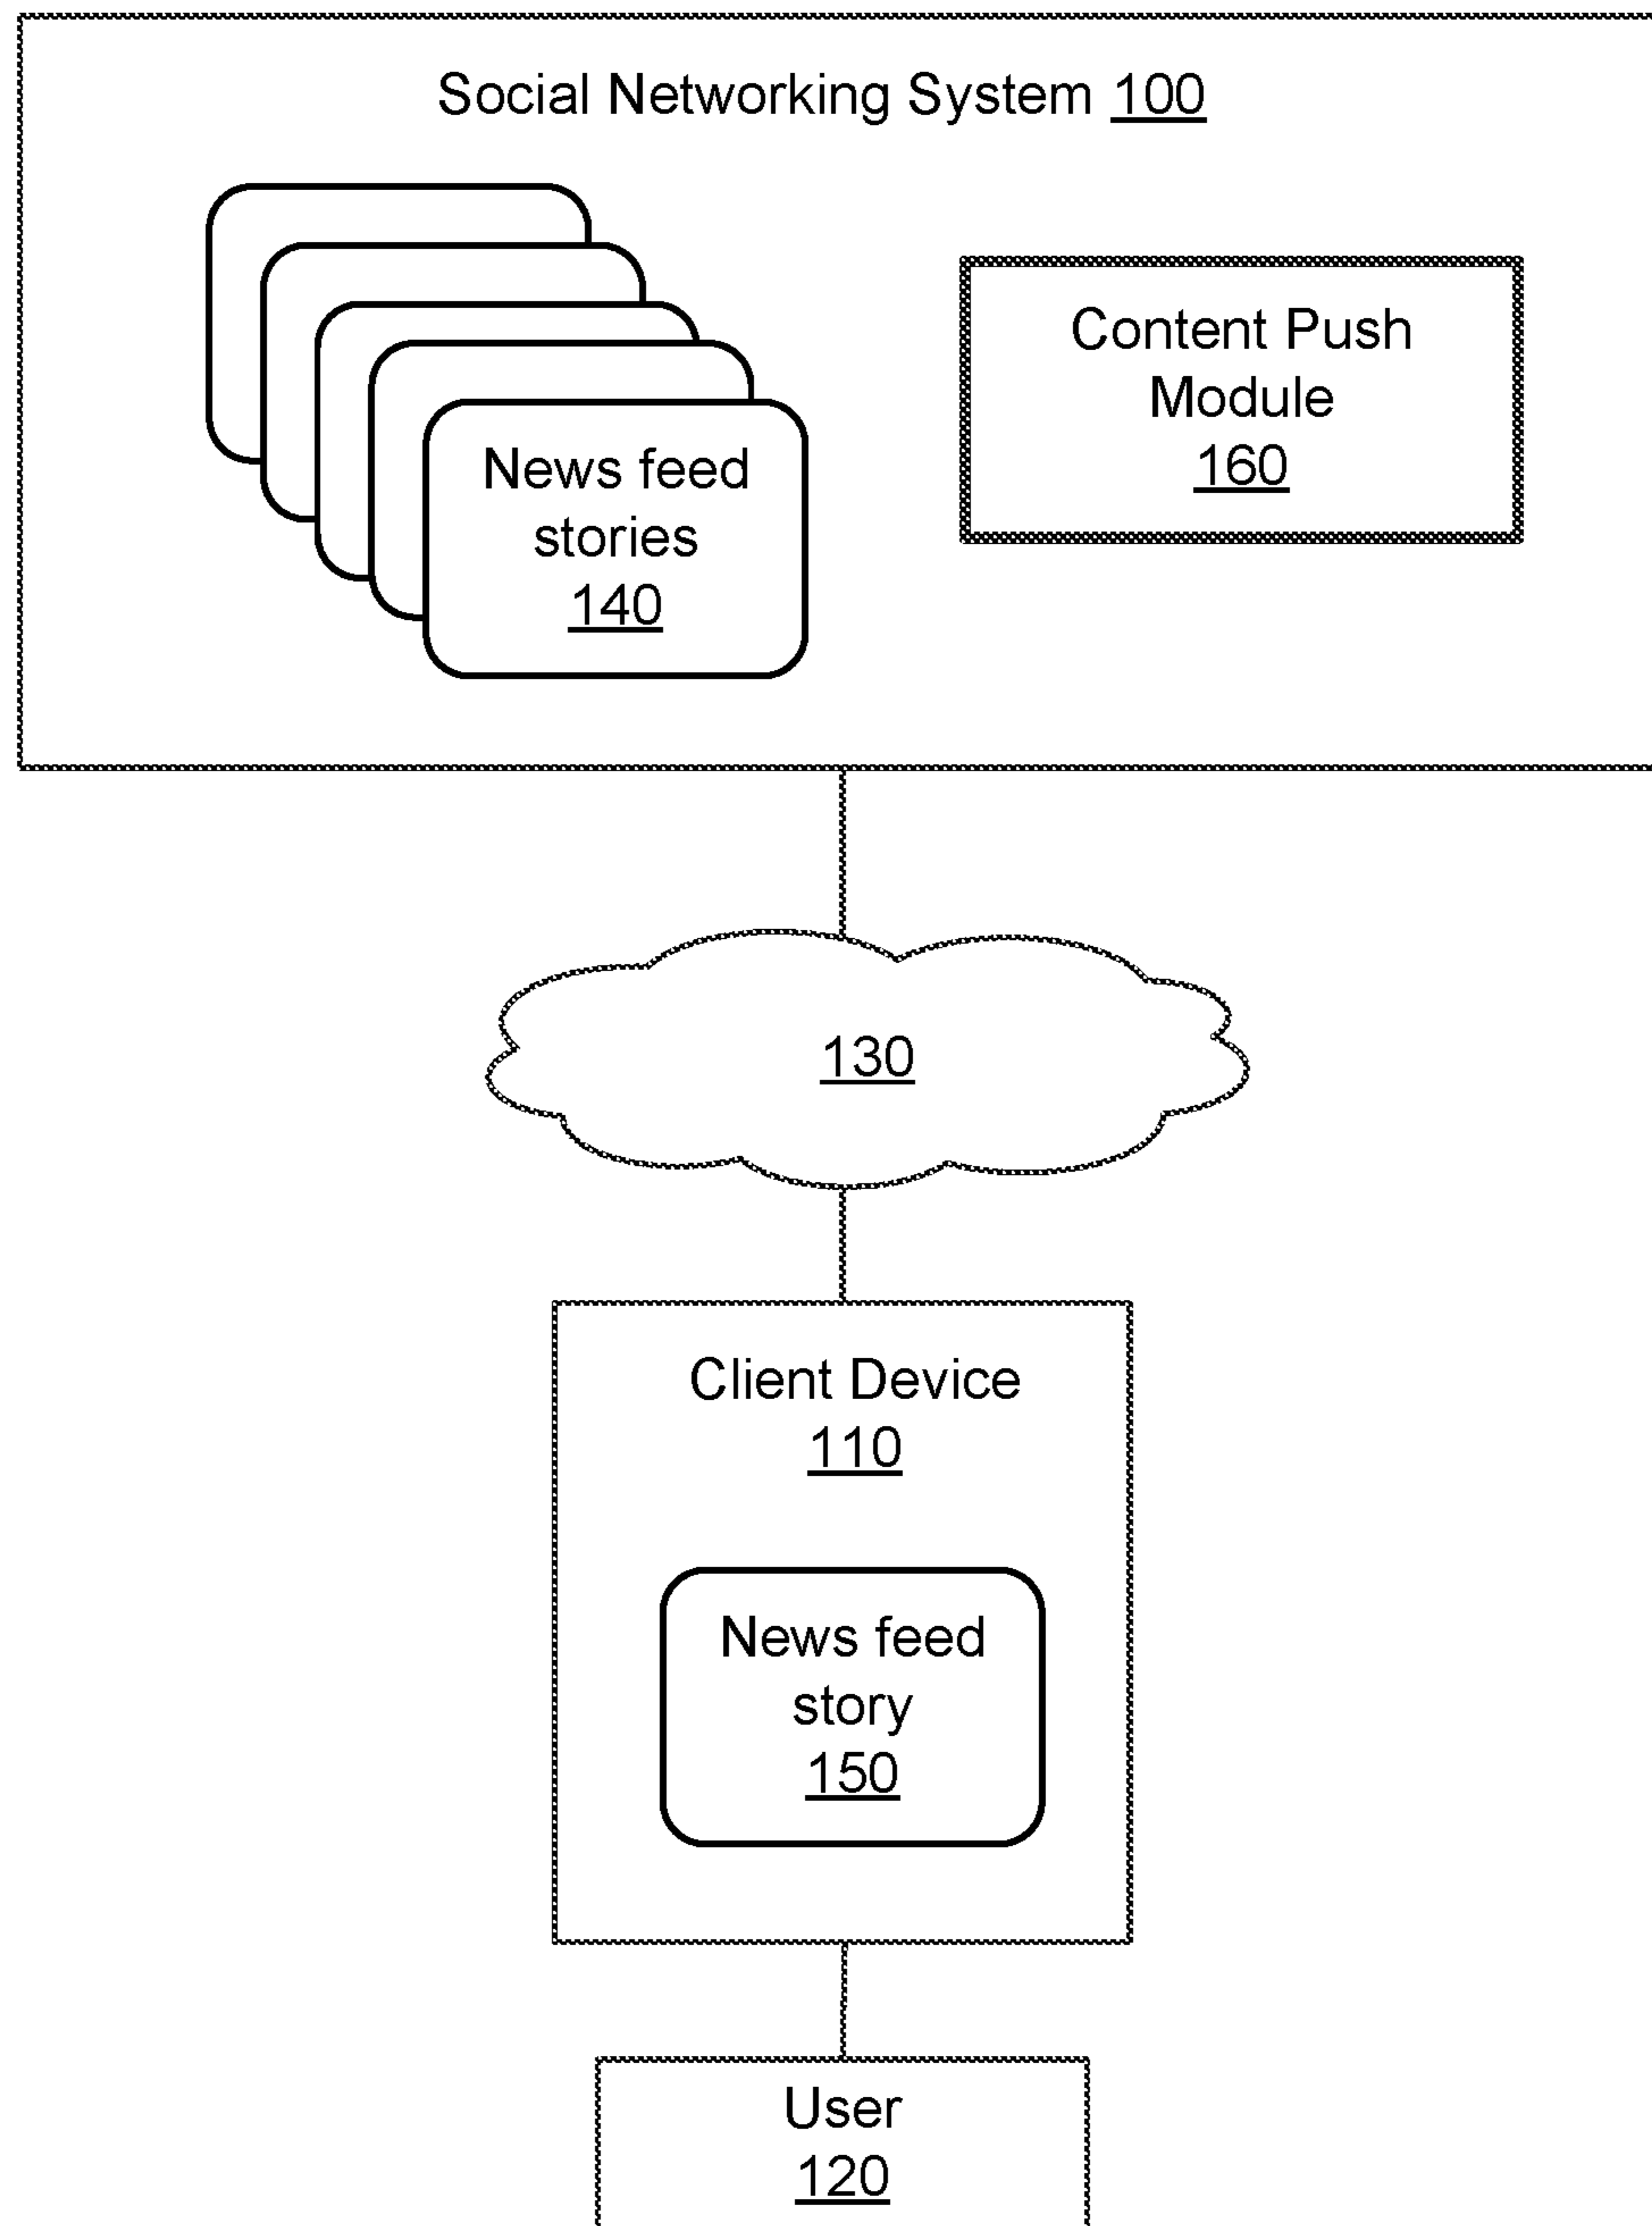 Social Networking System 100
News feed
stories
140
Content Push
Module
160
130
Client Device
110
News feed
story
150
User
120